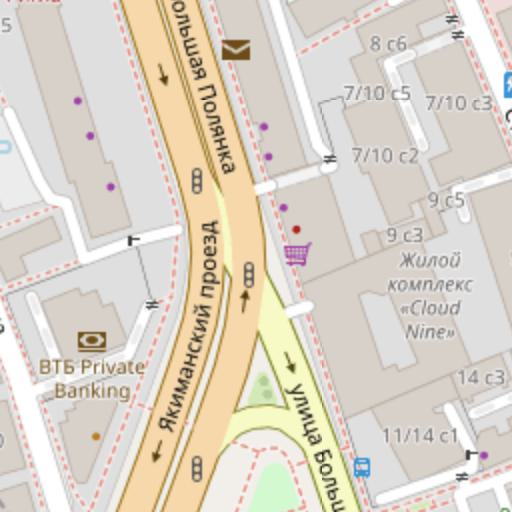 Большая Полянка
8 с6
7/10 с5
7/10 с3
7/10 с2
9 с5
9 с3
Жилой
комплекс
«Cloud
Nine»
Якиманский проезд
ВТБ Private
Banking
14 с3
улица Больш
11/14 с1